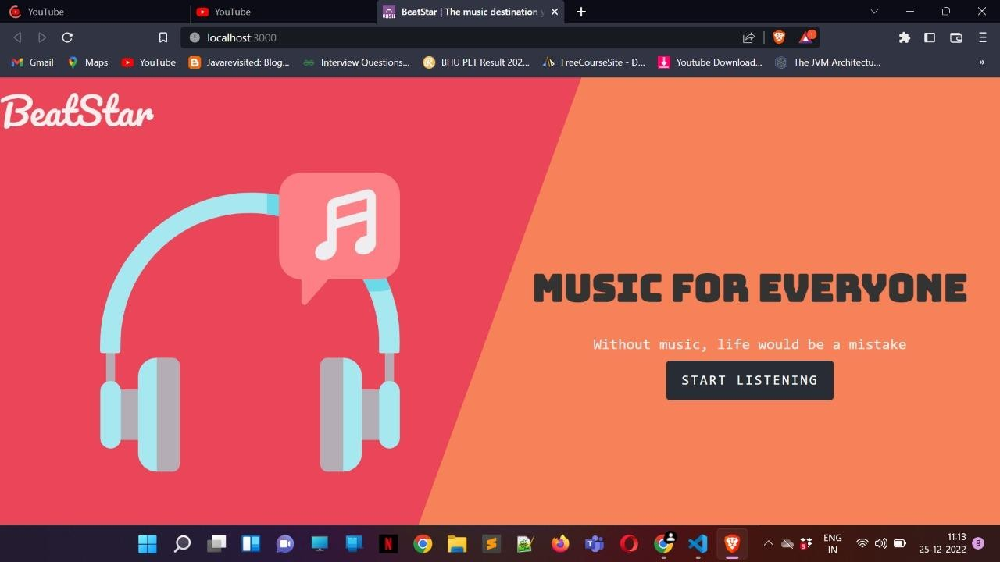 YouTube
YouTube
BeatStar | The music destination y
localhost:3000
1
Gmail
Maps
YouTube
Javarevisited: Blog...
Interview Questions...
BHU PET Result 202...
FreeCourseSite - D...
Youtube Download...
The JVM Architectu...
»
BeatStar
MUSIC FOR EVERYONE
Without music, life would be a mistake
START LISTENING
ENG
IN
11:13
25-12-2022
9